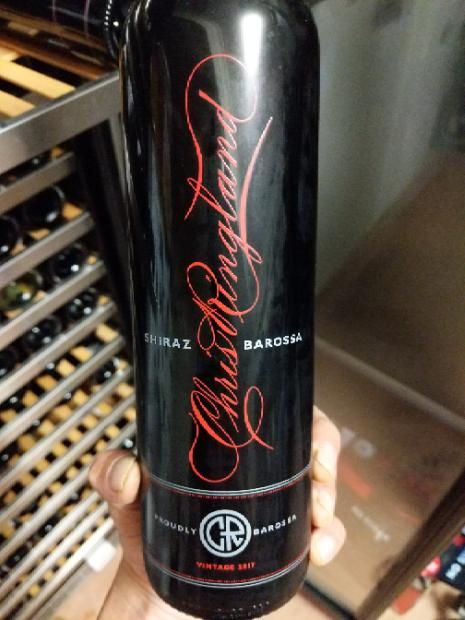 Chris Ringland
SHIRAZ BAROSSA
PROUDLY CR BAROSSA
VINTAGE 2017